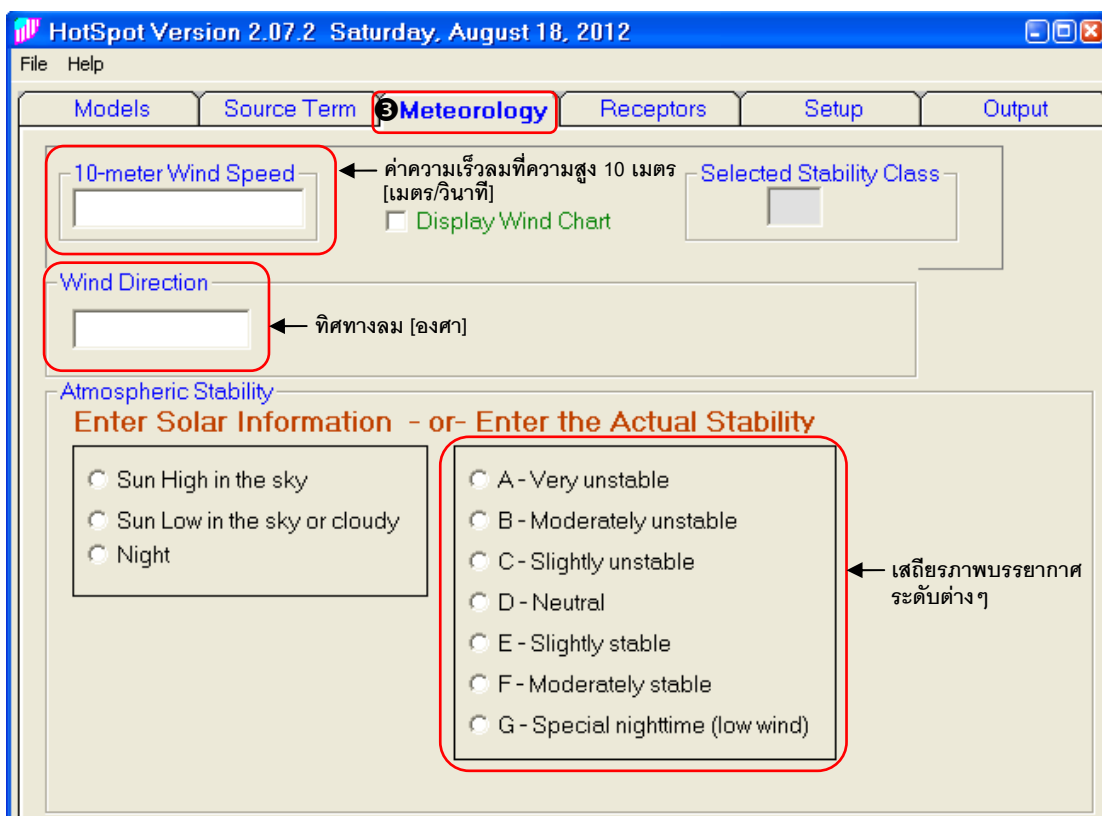 HotSpot Version 2.07.2 Saturday, August 18, 2012
File Help
Models Source Term ❸Meteorology Receptors Setup Output
10-meter Wind Speed
ค่าความเร็วลมที่ความสูง 10 เมตร
[เมตร/วินาที]
Display Wind Chart
Selected Stability Class
Wind Direction
ทิศทางลม [องศา]
Atmospheric Stability
Enter Solar Information - or- Enter the Actual Stability
Sun High in the sky
Sun Low in the sky or cloudy
Night
A - Very unstable
B - Moderately unstable
C - Slightly unstable
D - Neutral
E - Slightly stable
F - Moderately stable
G - Special nighttime (low wind)
เสถียรภาพบรรยากาศ
ระดับต่างๆ